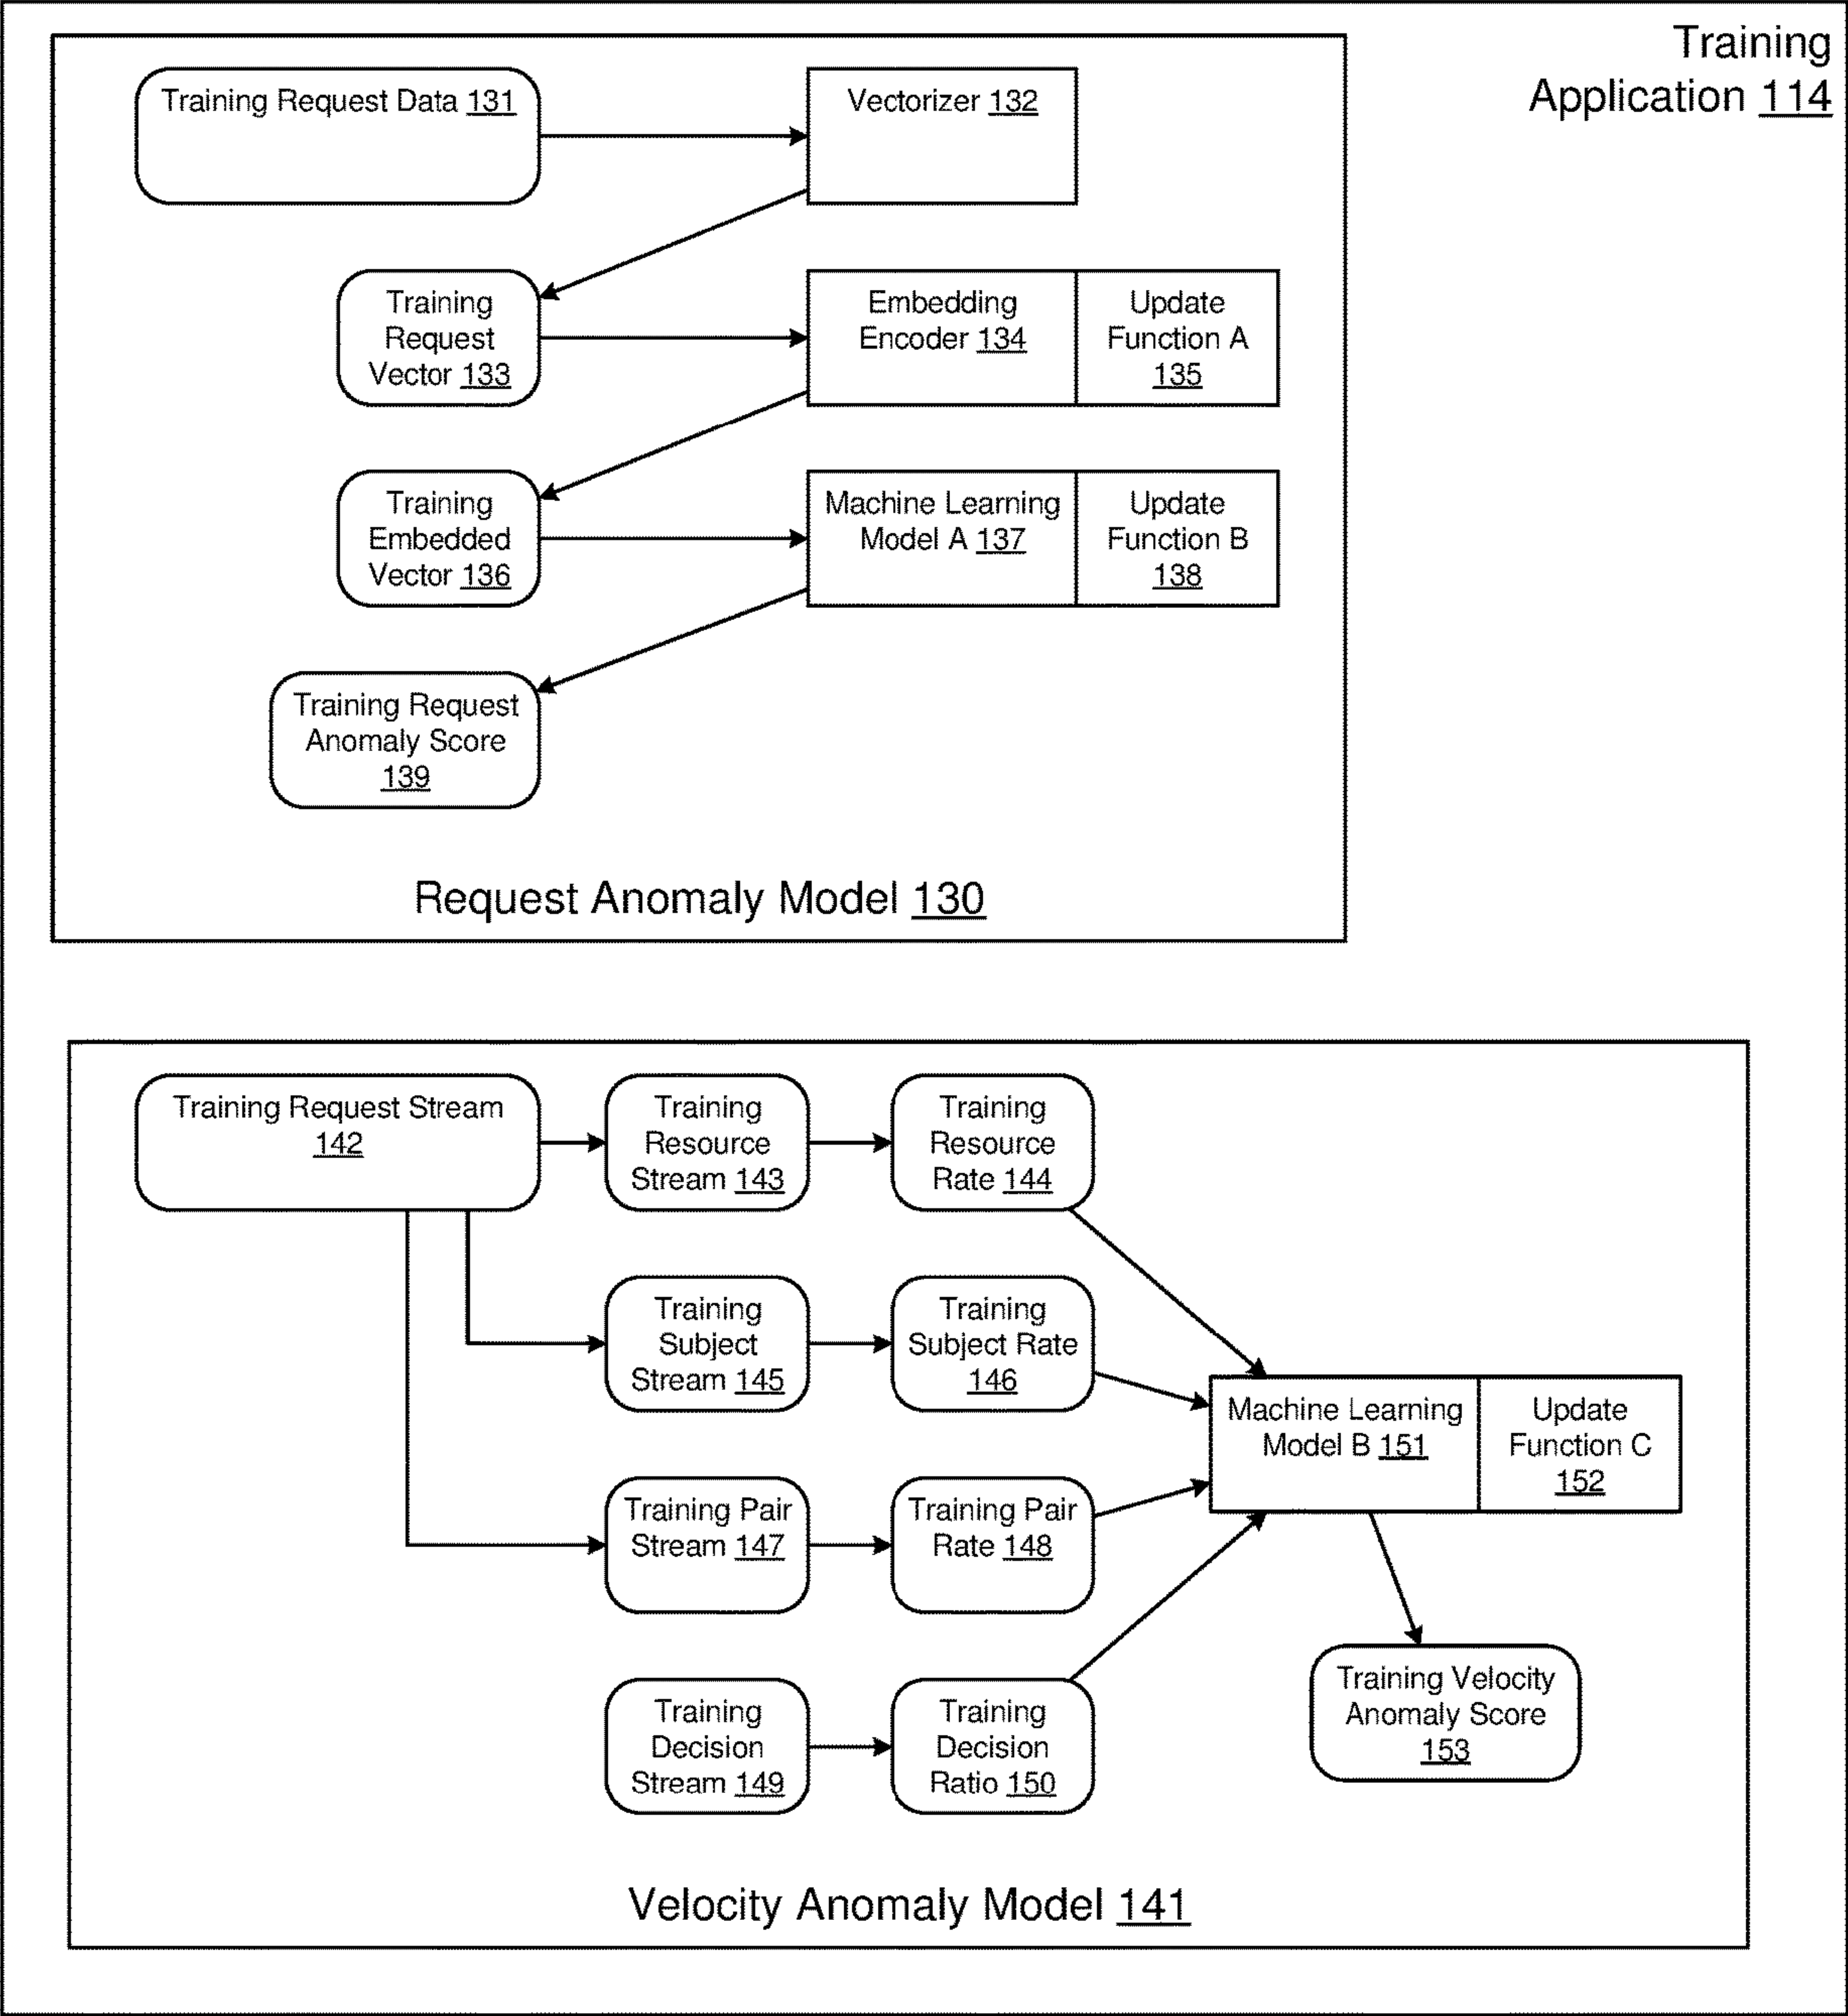 Training
Application 114
Training Request Data 131
Vectorizer 132
Training
Request
Vector 133
Embedding
Encoder 134
Update
Function A
135
Training
Embedded
Vector 136
Machine Learning
Model A 137
Update
Function B
138
Training Request
Anomaly Score
139
Request Anomaly Model 130
Training Request Stream
142
Training
Resource
Stream 143
Training
Resource
Rate 144
Training
Subject
Stream 145
Training
Subject Rate
146
Machine Learning
Model B 151
Update
Function C
152
Training Pair
Stream 147
Training Pair
Rate 148
Training
Decision
Stream 149
Training
Decision
Ratio 150
Training Velocity
Anomaly Score
153
Velocity Anomaly Model 141